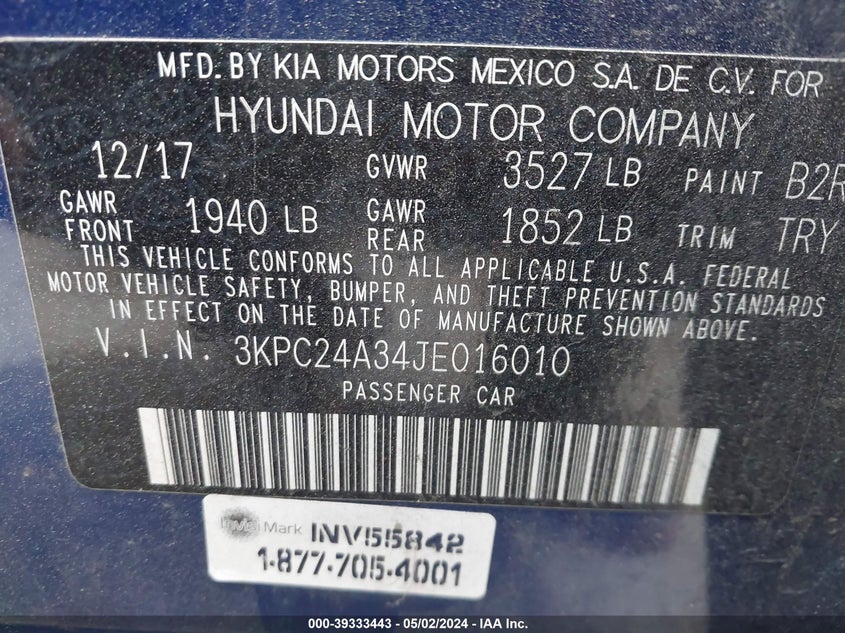 MFD. BY KIA MOTORS MEXICO S.A. DE C.V. FOR
HYUNDAI MOTOR COMPANY
12/17 GVWR 3527 LB PAINT B2R
GAWR FRONT 1940 LB GAWR REAR 1852 LB TRIM TRY
THIS VEHICLE CONFORMS TO ALL APPLICABLE U.S.A. FEDERAL
MOTOR VEHICLE SAFETY, BUMPER, AND THEFT PREVENTION STANDARDS
IN EFFECT ON THE DATE OF MANUFACTURE SHOWN ABOVE.
V.I.N. 3KPC24A34JE016010
PASSENGER CAR
Mark INV55842
1-877-705-4001
000-39333443 - 05/02/2024 - IAA Inc.